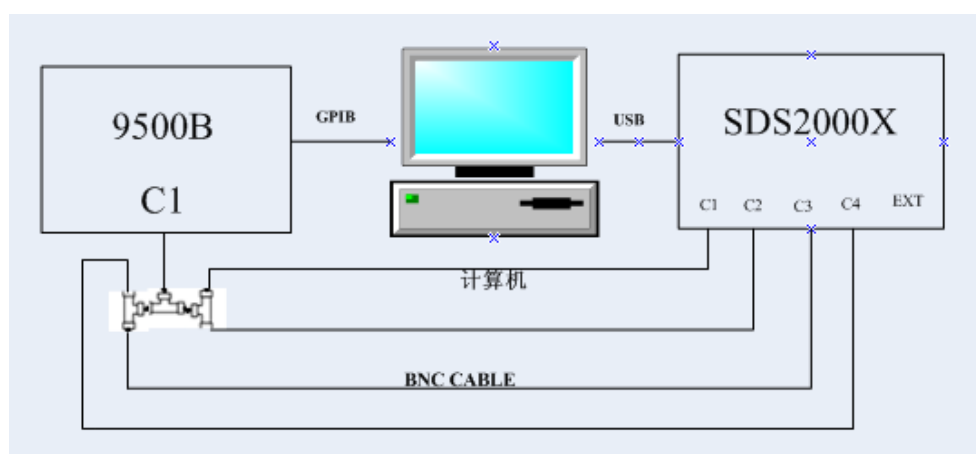 9500B
C1
GPIB
USB
SDS2000X
C1 C2 C3 C4 EXT
计算机
BNC CABLE